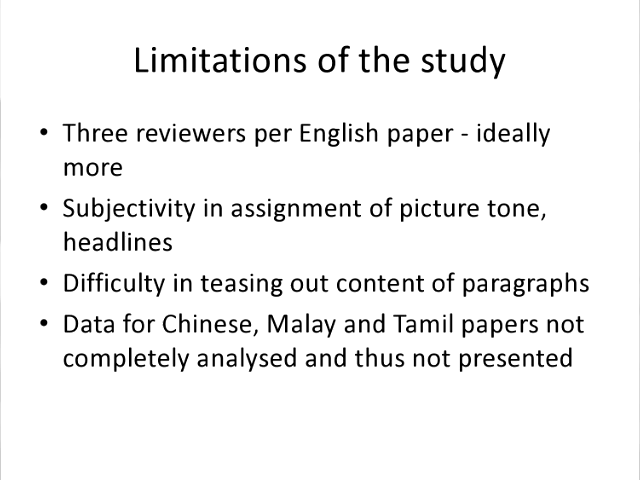 Limitations of the study
• Three reviewers per English paper - ideally
more
• Subjectivity in assignment of picture tone,
headlines
• Difficulty in teasing out content of paragraphs
• Data for Chinese, Malay and Tamil papers not
completely analysed and thus not presented